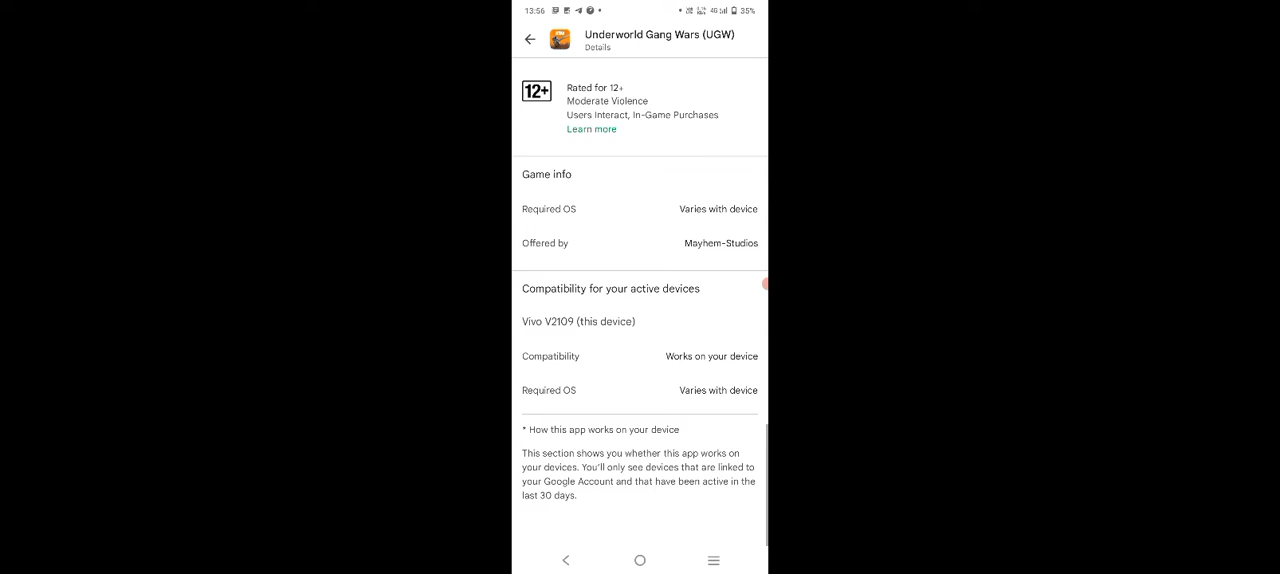 13:56
4G 35%
Underworld Gang Wars (UGW)
Details
12+
Rated for 12+
Moderate Violence
Users Interact, In-Game Purchases
Learn more
Game info
Required OS Varies with device
Offered by Mayhem-Studios
Compatibility for your active devices
Vivo V2109 (this device)
Compatibility Works on your device
Required OS Varies with device
* How this app works on your device
This section shows you whether this app works on
your devices. You'll only see devices that are linked to
your Google Account and that have been active in the
last 30 days.